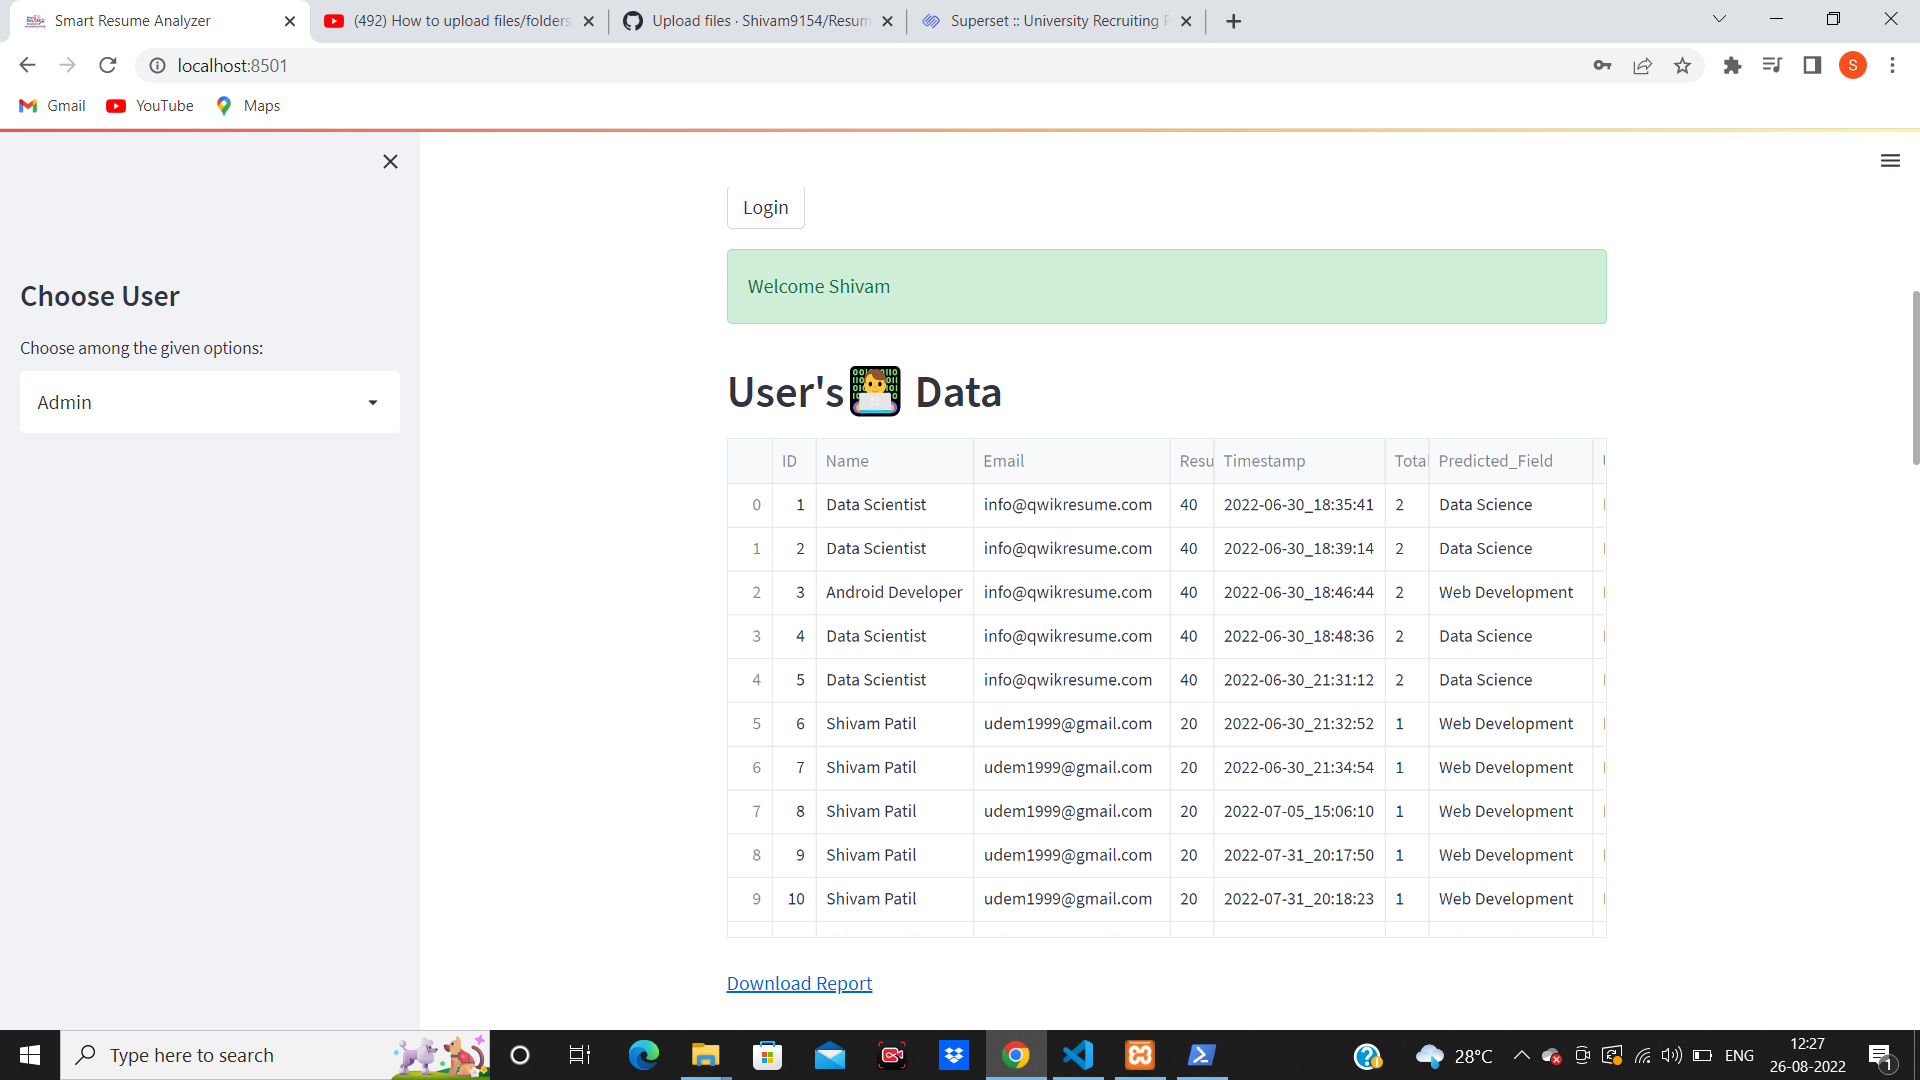 Smart Resume Analyzer
(492) How to upload files/folders
Upload files · Shivam9154/Resum
Superset :: University Recruiting P
localhost:8501
S
Gmail
YouTube
Maps
Choose User
Choose among the given options:
Admin
Login
Welcome Shivam
User's Data
ID Name Email Resu Timestamp Total Predicted_Field
0 1 Data Scientist info@qwikresume.com 40 2022-06-30_18:35:41 2 Data Science
1 2 Data Scientist info@qwikresume.com 40 2022-06-30_18:39:14 2 Data Science
2 3 Android Developer info@qwikresume.com 40 2022-06-30_18:46:44 2 Web Development
3 4 Data Scientist info@qwikresume.com 40 2022-06-30_18:48:36 2 Data Science
4 5 Data Scientist info@qwikresume.com 40 2022-06-30_21:31:12 2 Data Science
5 6 Shivam Patil udem1999@gmail.com 20 2022-06-30_21:32:52 1 Web Development
6 7 Shivam Patil udem1999@gmail.com 20 2022-06-30_21:34:54 1 Web Development
7 8 Shivam Patil udem1999@gmail.com 20 2022-07-05_15:06:10 1 Web Development
8 9 Shivam Patil udem1999@gmail.com 20 2022-07-31_20:17:50 1 Web Development
9 10 Shivam Patil udem1999@gmail.com 20 2022-07-31_20:18:23 1 Web Development
Download Report
Type here to search
28°C
ENG
12:27
26-08-2022
1